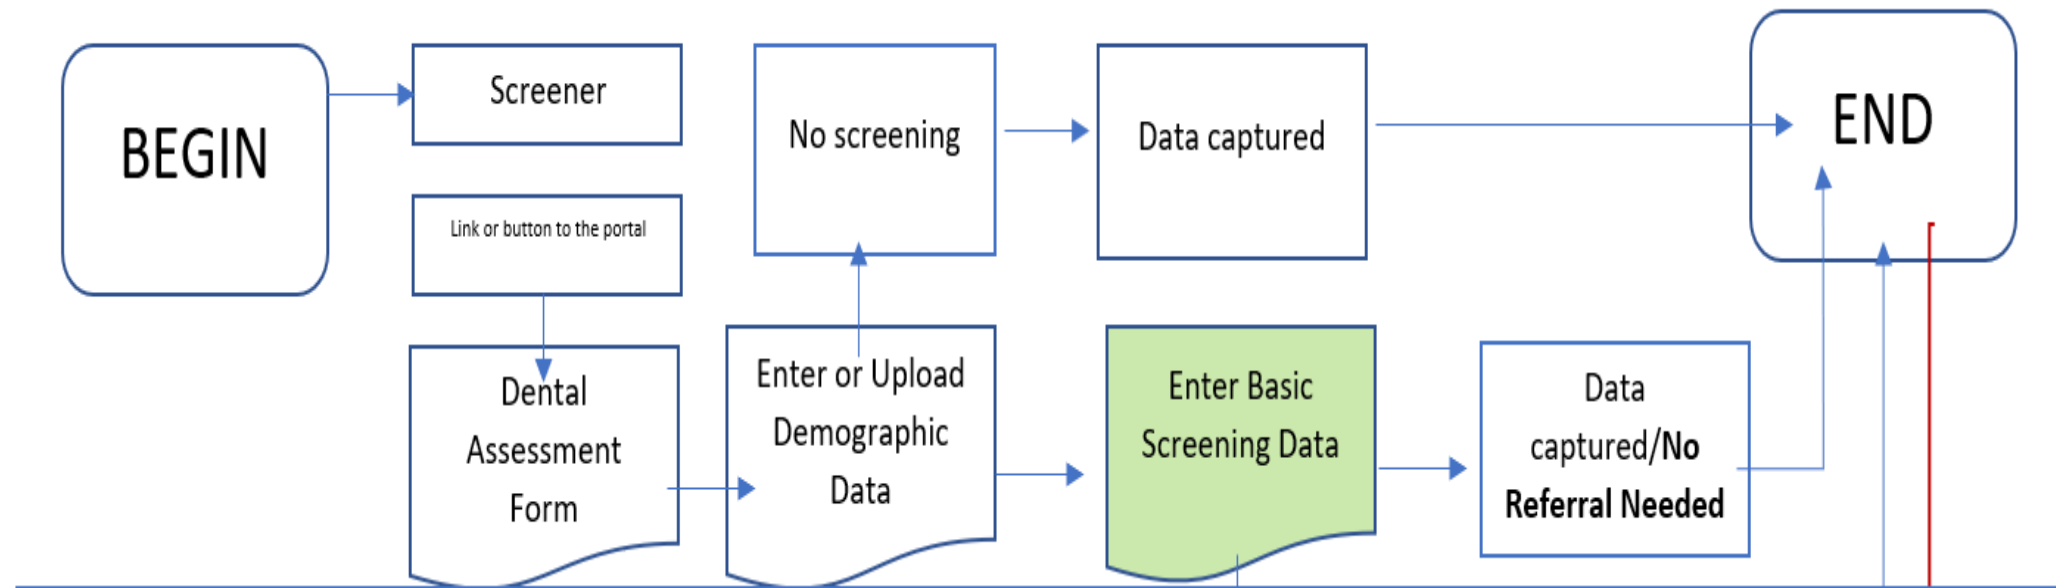 BEGIN
Screener
Link or button to the portal
No screening
Data captured
END
Dental
Assessment
Form
Enter or Upload
Demographic
Data
Enter Basic
Screening Data
Data
captured/No
Referral Needed